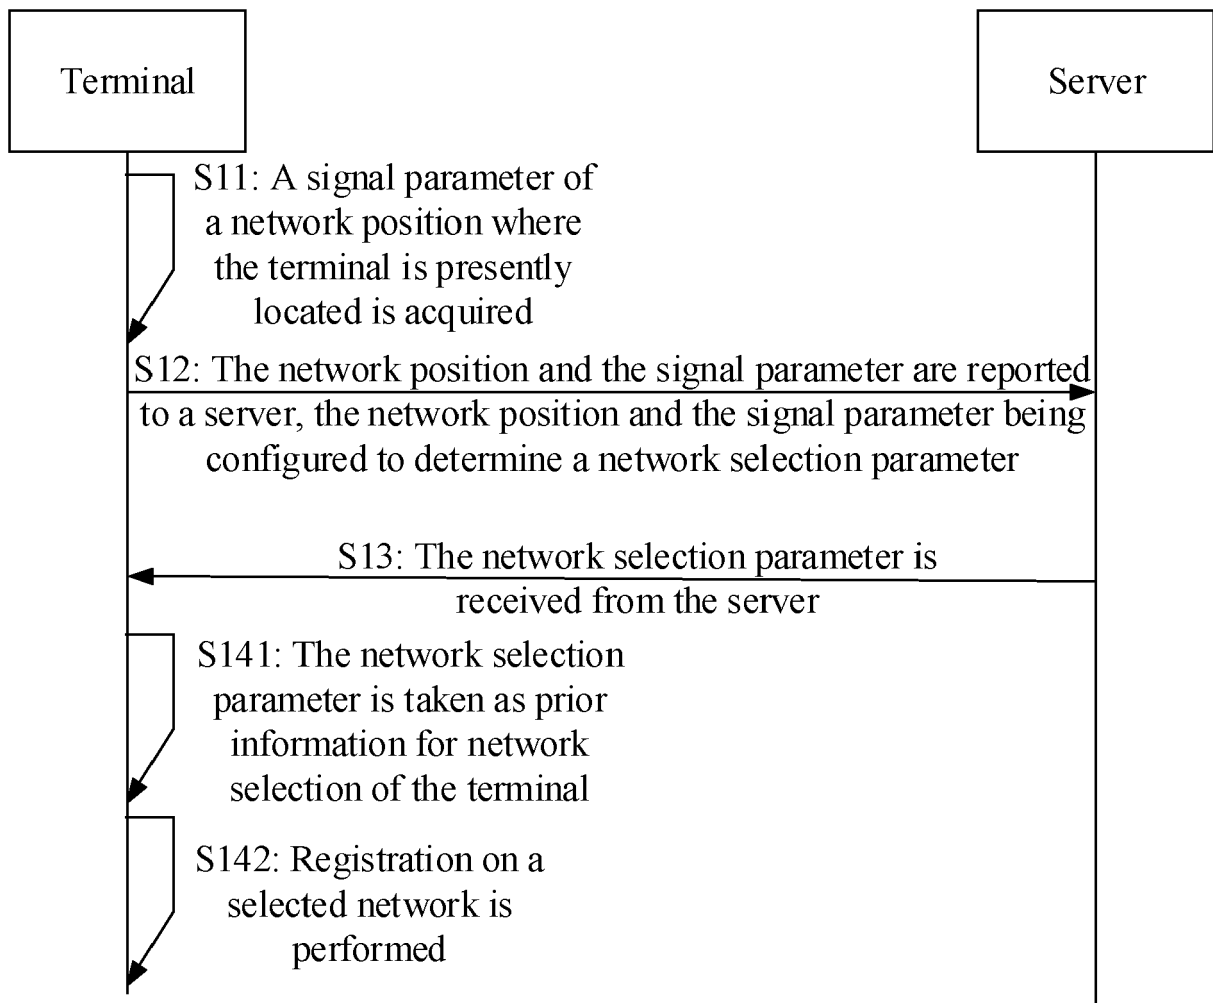 Terminal
Server
S11: A signal parameter of
a network position where
the terminal is presently
located is acquired
S12: The network position and the signal parameter are reported
to a server, the network position and the signal parameter being
configured to determine a network selection parameter
S13: The network selection parameter is
received from the server
S141: The network selection
parameter is taken as prior
information for network
selection of the terminal
S142: Registration on a
selected network is
performed